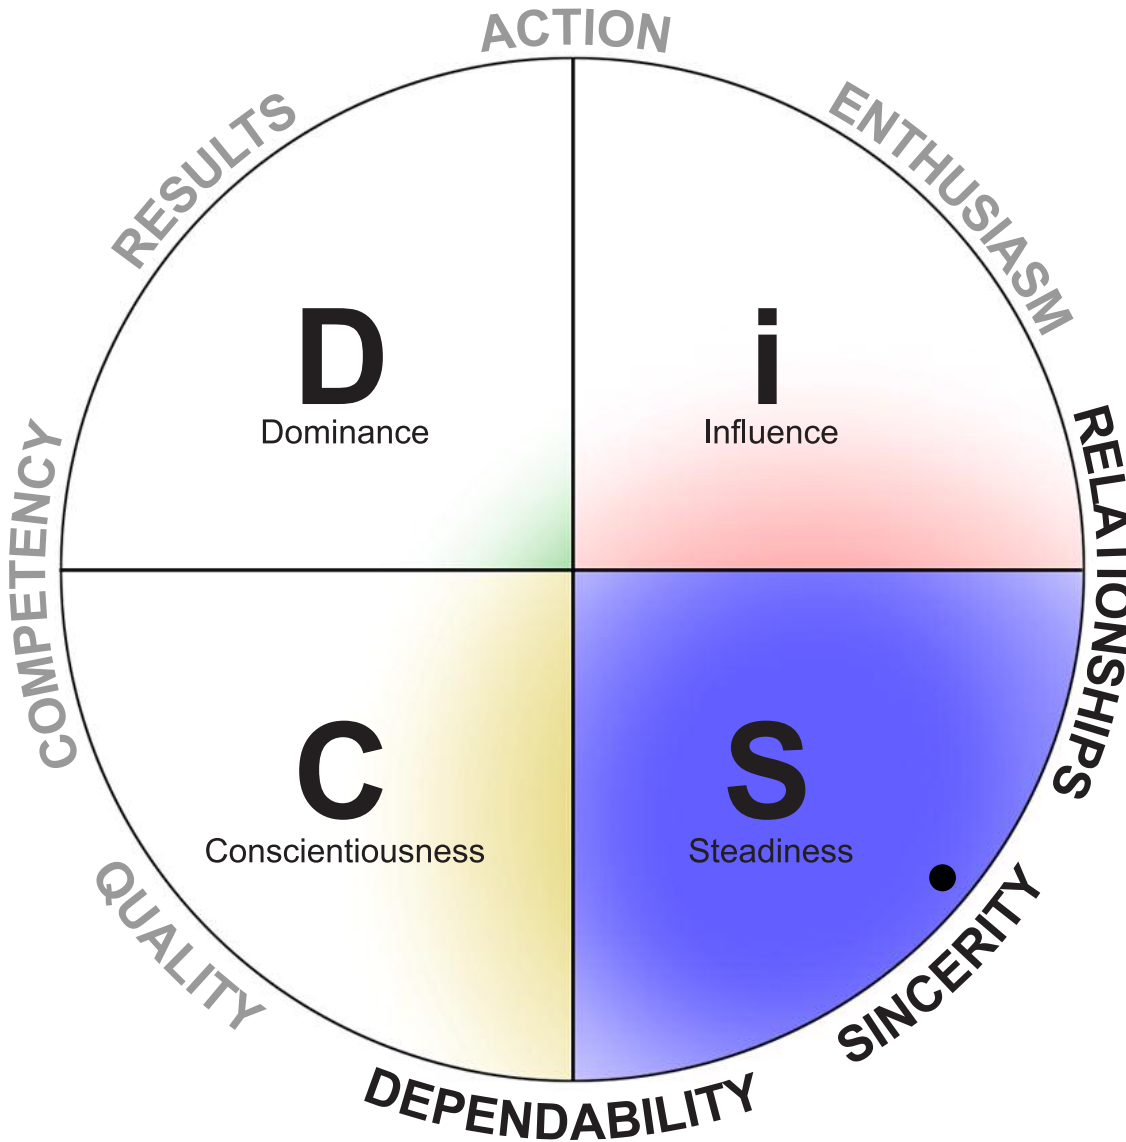 ACTION
RESULTS
ENTHUSIASM
D
Dominance
i
Influence
COMPETENCY
RELATIONSHIPS
C
Conscientiousness
S
Steadiness
QUALITY
SINCERITY
DEPENDABILITY